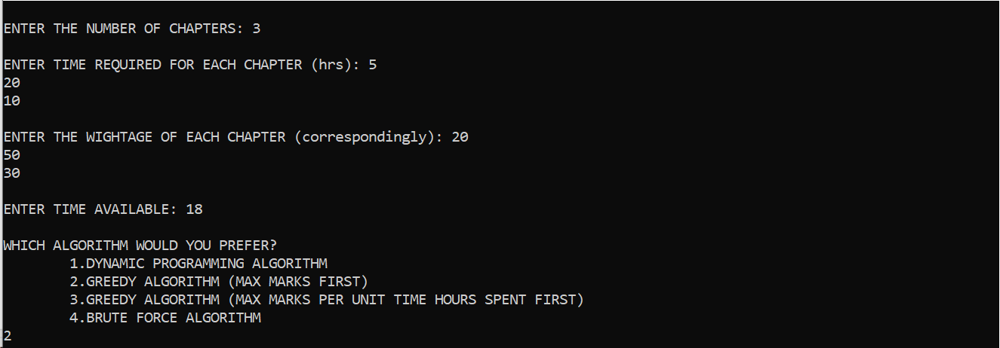 ENTER THE NUMBER OF CHAPTERS: 3
ENTER TIME REQUIRED FOR EACH CHAPTER (hrs): 5
20
10
ENTER THE WIGHTAGE OF EACH CHAPTER (correspondingly): 20
50
30
ENTER TIME AVAILABLE: 18
WHICH ALGORITHM WOULD YOU PREFER?
1.DYNAMIC PROGRAMMING ALGORITHM
2.GREEDY ALGORITHM (MAX MARKS FIRST)
3.GREEDY ALGORITHM (MAX MARKS PER UNIT TIME HOURS SPENT FIRST)
4.BRUTE FORCE ALGORITHM
2